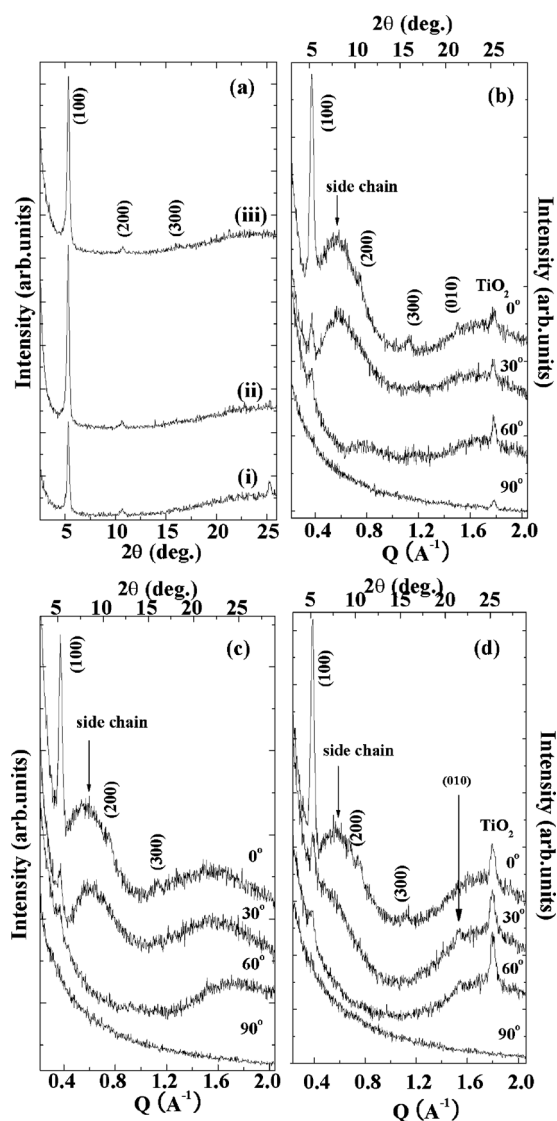 2θ (deg.)
5 10 15 20 25
(a)
(100)
(200)
(300)
(iii)
(ii)
(i)
Intensity (arb.units)
5 10 15 20 25
2θ (deg.)
(b)
(100)
side chain
(200)
(300)
(010)
TiO2
0°
30°
60°
90°
Intensity (arb.units)
0.4 0.8 1.2 1.6 2.0
Q (A-1)
2θ (deg.)
5 10 15 20 25
(c)
(100)
side chain
(200)
(300)
0°
30°
60°
90°
Intensity (arb.units)
0.4 0.8 1.2 1.6 2.0
Q (A-1)
2θ (deg.)
5 10 15 20 25
(d)
(100)
side chain
(200)
(300)
(010)
TiO2
0°
30°
60°
90°
Intensity (arb.units)
0.4 0.8 1.2 1.6 2.0
Q (A-1)